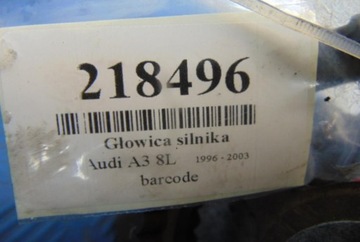 218496
Głowica silnika
Audi A3 8L 1996 - 2003
barcode